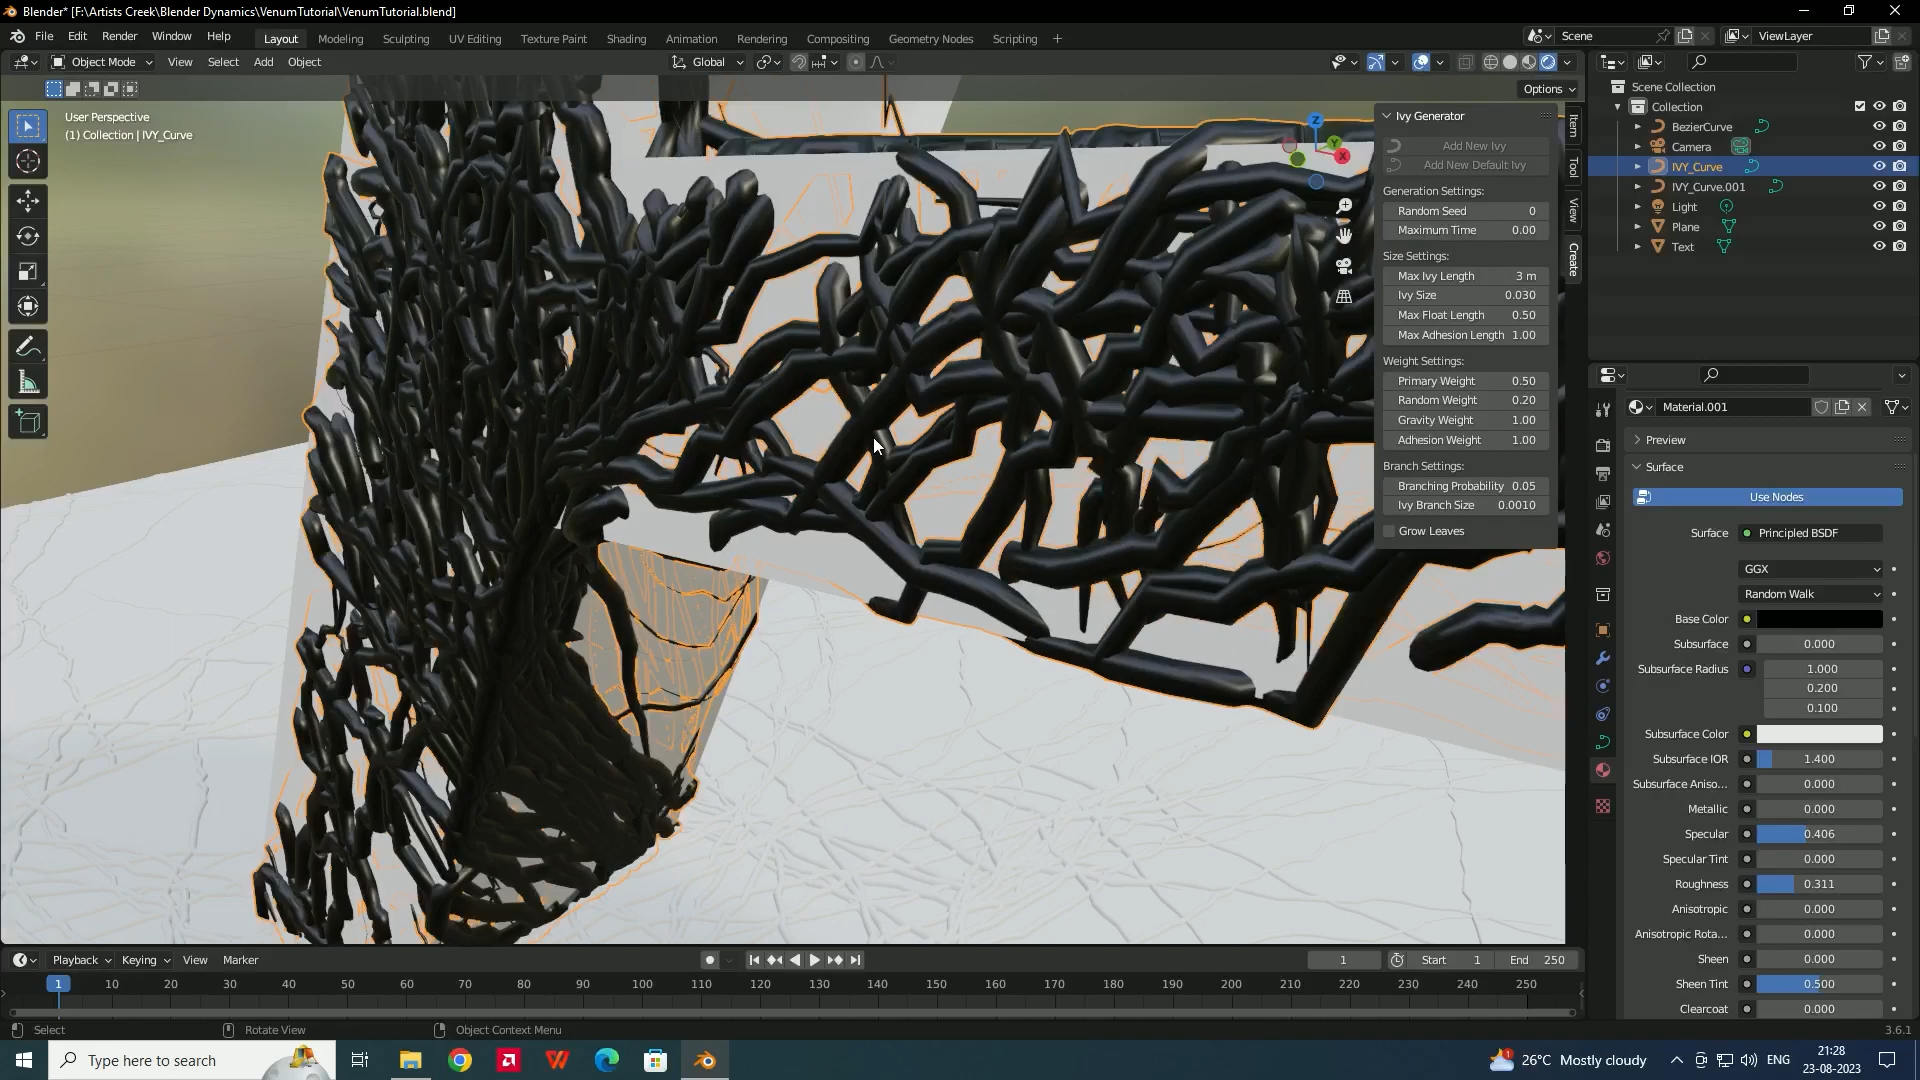 Blender* [F:\Artists Creek\Blender Dynamics\VenumTutorial\VenumTutorial.blend]
File Edit Render Window Help Layout Modeling Sculpting UV Editing Texture Paint Shading Animation Rendering Compositing Geometry Nodes Scripting + Scene ViewLayer
Object Mode View Select Add Object Global
Options
User Perspective
(1) Collection | IVY_Curve
Ivy Generator
Add New Ivy
Add New Default Ivy
Generation Settings:
Random Seed 0
Maximum Time 0.00
Size Settings:
Max Ivy Length 3 m
Ivy Size 0.030
Max Float Length 0.50
Max Adhesion Length 1.00
Weight Settings:
Primary Weight 0.50
Random Weight 0.20
Gravity Weight 1.00
Adhesion Weight 1.00
Branch Settings:
Branching Probability 0.05
Ivy Branch Size 0.0010
Grow Leaves
Z
Y
X
Item
Tool
View
Create
Scene Collection
Collection
BezierCurve
Camera
IVY_Curve
IVY_Curve.001
Light
Plane
Text
Material.001
Preview
Surface
Use Nodes
Surface Principled BSDF
GGX
Random Walk
Base Color
Subsurface 0.000
Subsurface Radius 1.000
0.200
0.100
Subsurface Color
Subsurface IOR 1.400
Subsurface Aniso... 0.000
Metallic 0.000
Specular 0.406
Specular Tint 0.000
Roughness 0.311
Anisotropic 0.000
Anisotropic Rota... 0.000
Sheen 0.000
Sheen Tint 0.500
Clearcoat 0.000
Playback Keying View Marker 1 Start 1 End 250
1 10 20 30 40 50 60 70 80 90 100 110 120 130 140 150 160 170 180 190 200 210 220 230 240 250
Select Rotate View Object Context Menu 3.6.1
Type here to search 26°C Mostly cloudy ENG
21:28
23-08-2023